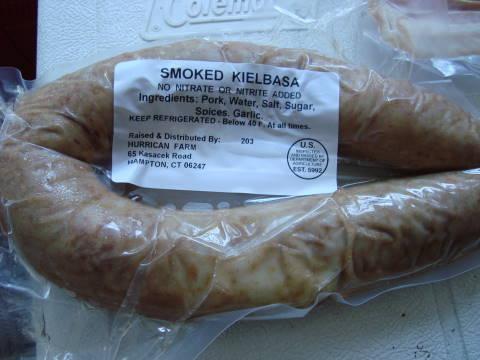 Colema
SMOKED KIELBASA
NO NITRATE OR NITRITE ADDED
Ingredients: Pork, Water, Salt, Sugar,
Spices, Garlic.
KEEP REFRIGERATED - Below 40 F. At all times.
Raised & Distributed By: 203
HURRICAN FARM
65 Kasacek Road
HAMPTON, CT 06247
U.S.
INSPECTED
AND PASSED BY
DEPARTMENT OF
AGRICULTURE
EST. 5992